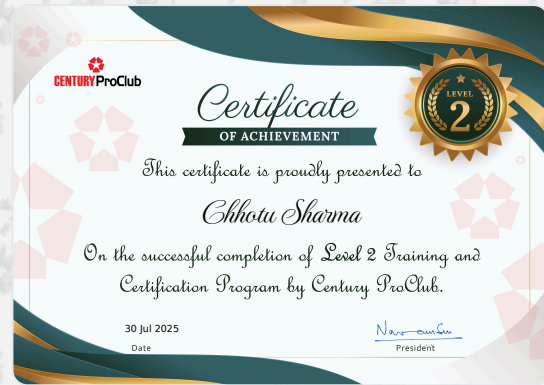 CENTURY ProClub
Certificate
OF ACHIEVEMENT
LEVEL
2
This certificate is proudly presented to
Chhotu Sharma
On the successful completion of Level 2 Training and
Certification Program by Century ProClub.
30 Jul 2025
Date
President